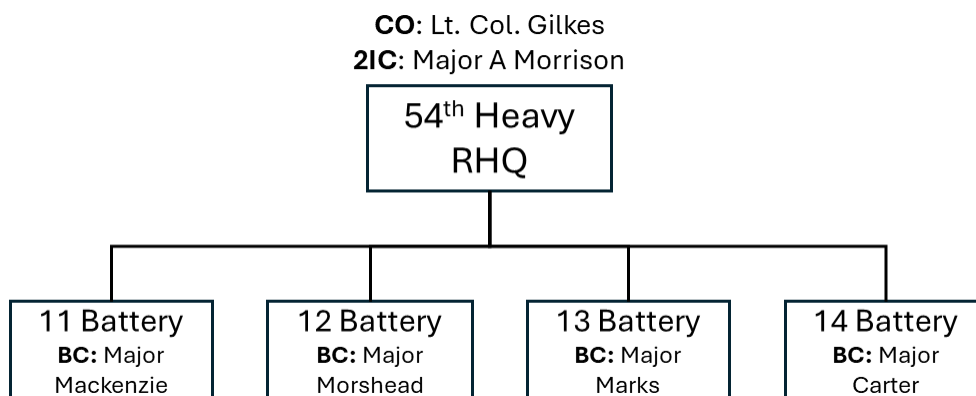 CO: Lt. Col. Gilkes
2IC: Major A Morrison
54th Heavy
RHQ
11 Battery
BC: Major
Mackenzie
12 Battery
BC: Major
Morshead
13 Battery
BC: Major
Marks
14 Battery
BC: Major
Carter